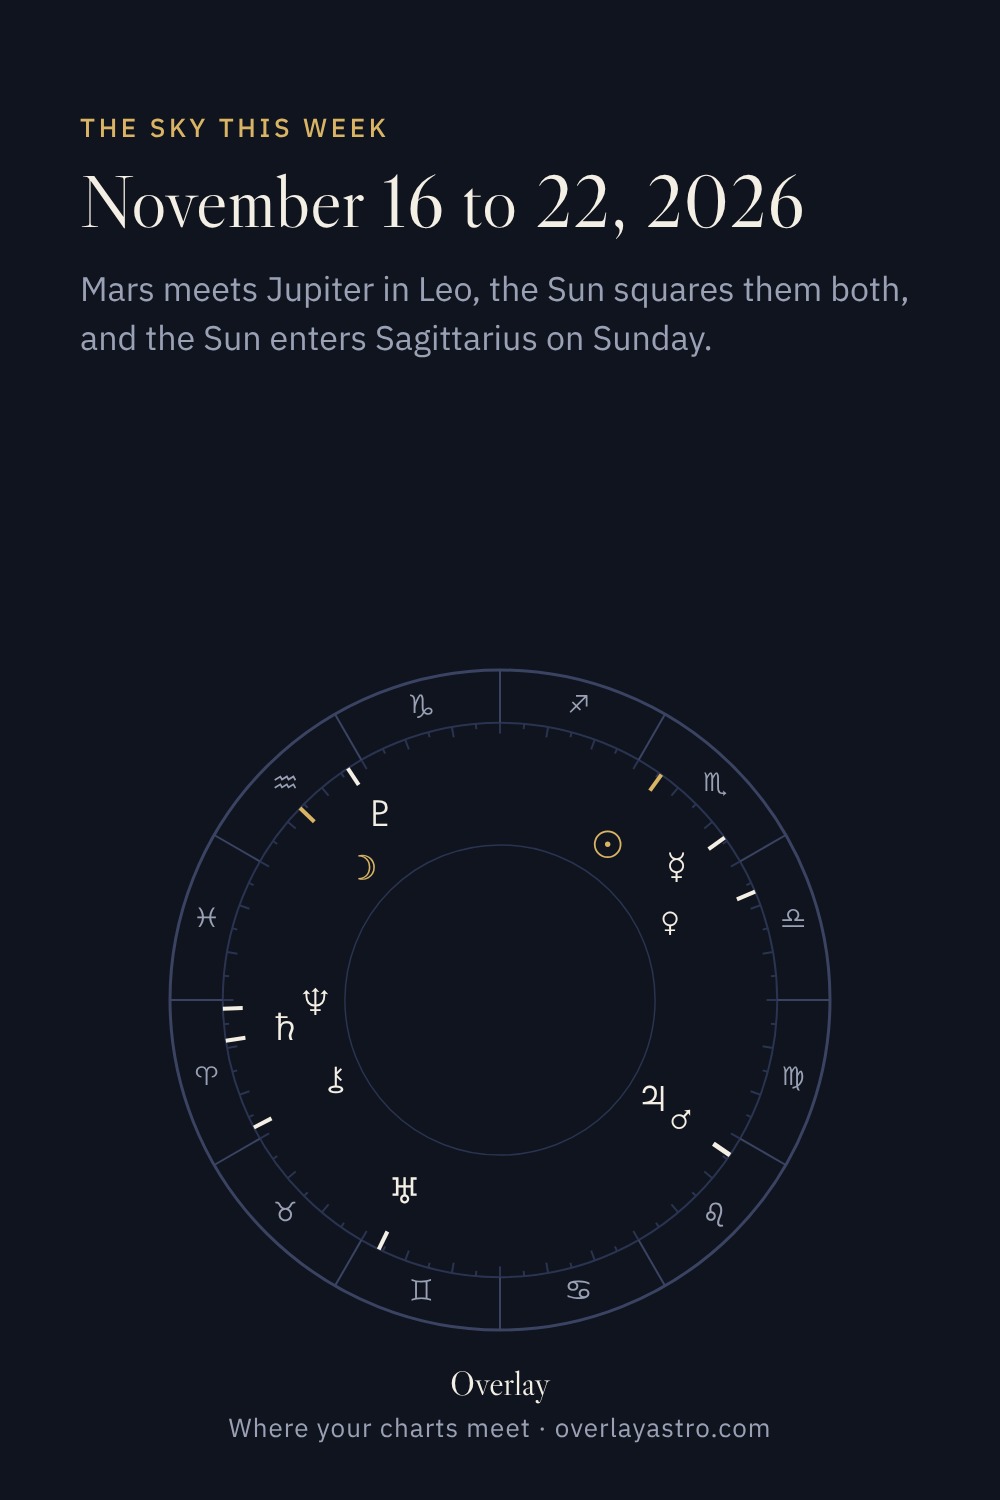 THE SKY THIS WEEK
November 16 to 22, 2026
Mars meets Jupiter in Leo, the Sun squares them both,
and the Sun enters Sagittarius on Sunday.
♑ ♐
♒ ♏
♇
☉
☽ ☿
♓ ♀ ♎
♆
♄
♈ ⚷ ♃ ♍
♂
♅
♉ ♌
♊ ♋
Overlay
Where your charts meet · overlayastro.com